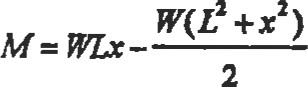 M = WLx - W(L² + x²) / 2